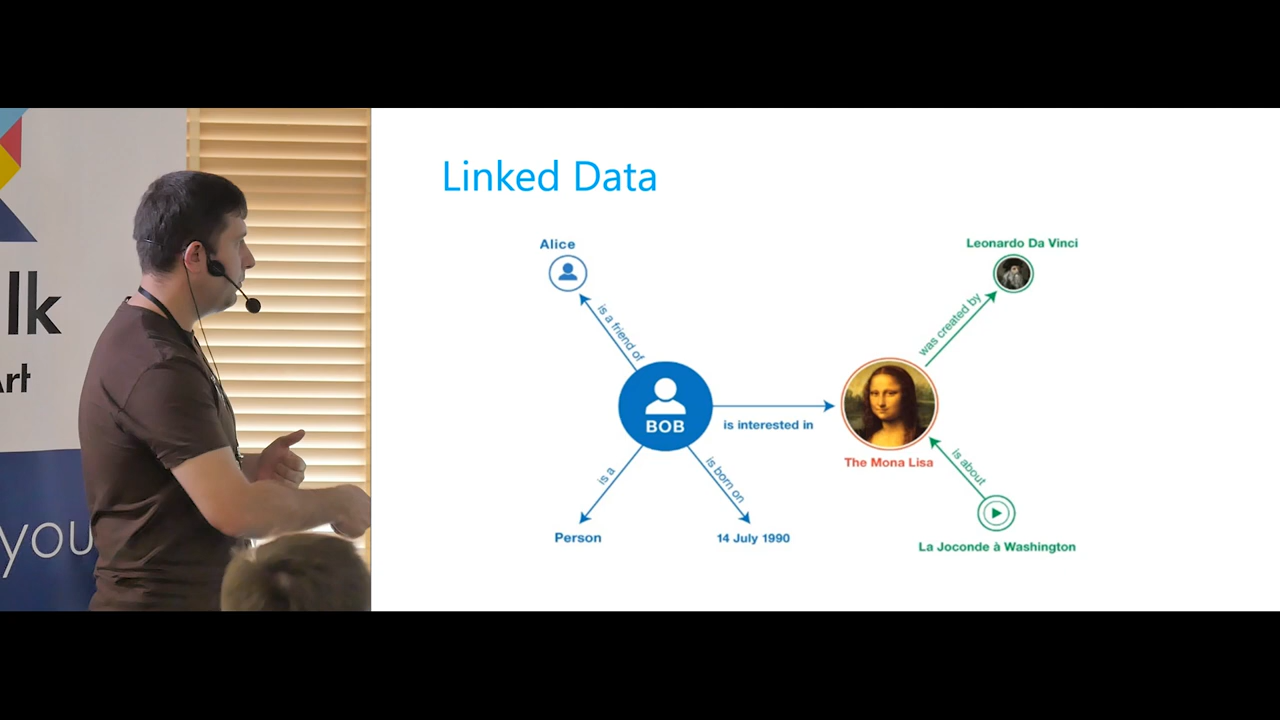 lk
Art
you
Linked Data
Alice
Leonardo Da Vinci
is a friend of
was created by
BOB
is interested in
The Mona Lisa
is a
is born on
is about
Person
14 July 1990
La Joconde à Washington